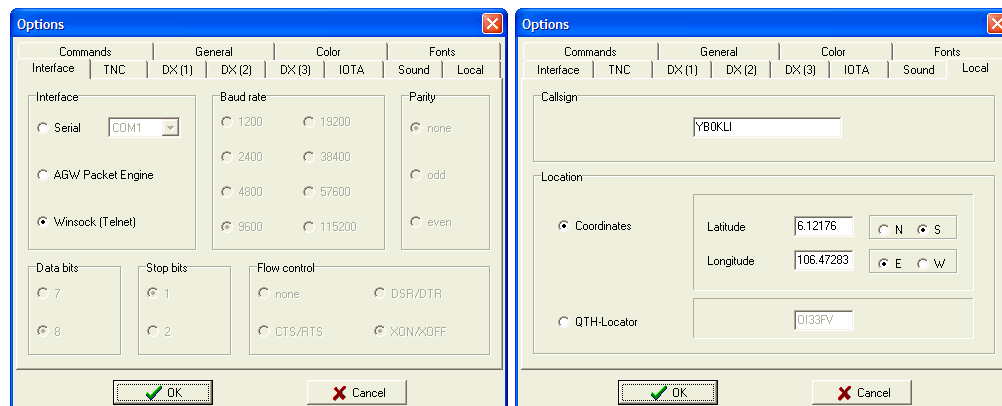 Options
Commands General Color Fonts
Interface TNC DX (1) DX (2) DX (3) IOTA Sound Local
Interface
Serial COM1
AGW Packet Engine
Winsock (Telnet)
Baud rate
1200 19200
2400 38400
4800 57600
9600 115200
Parity
none
odd
even
Data bits
7
8
Stop bits
1
2
Flow control
none DSR/DTR
CTS/RTS XON/XOFF
OK Cancel
Options
Commands General Color Fonts
Interface TNC DX (1) DX (2) DX (3) IOTA Sound Local
Callsign
YB0KLI
Location
Coordinates
Latitude 6.12176 N S
Longitude 106.47283 E W
QTH-Locator OI33FV
OK Cancel